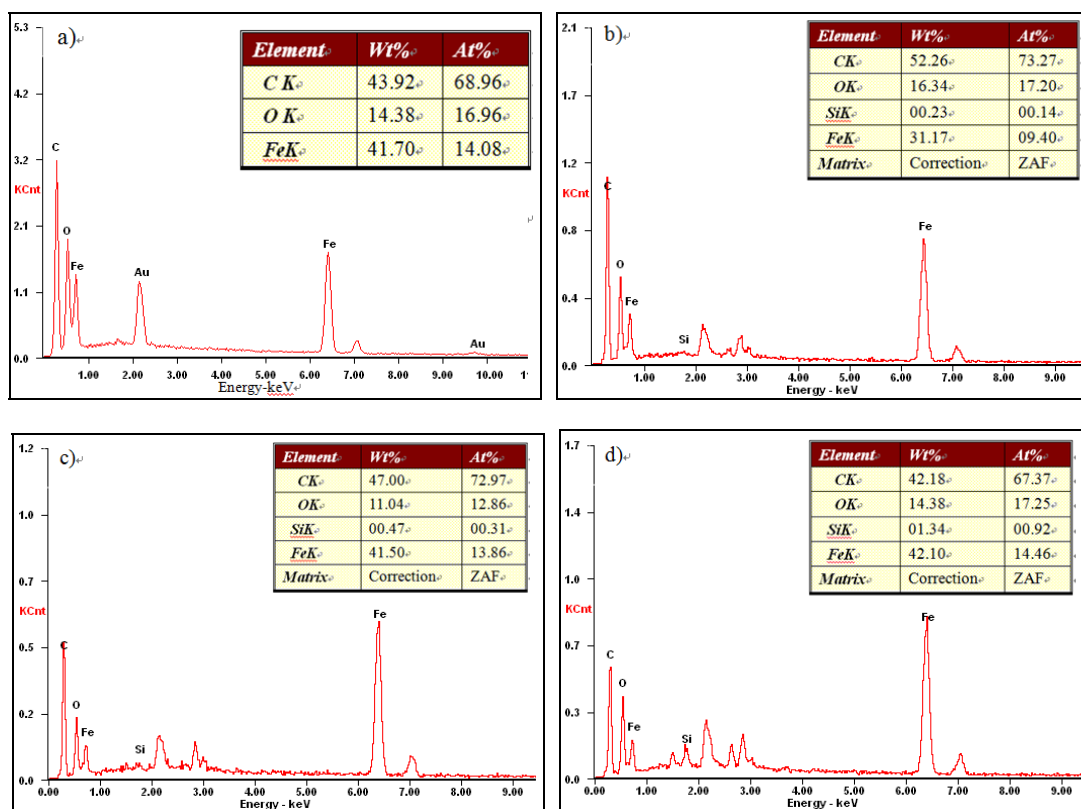 a)
Element Wt% At%
C K 43.92 68.96
O K 14.38 16.96
FeK 41.70 14.08
5.3
4.2
3.2
KCnt
2.1
1.1
0.0
C
O
Fe
Au
Fe
Au
1.00 2.00 3.00 4.00 5.00 6.00 7.00 8.00 9.00 10.00 1
Energy-keV
b)
Element Wt% At%
CK 52.26 73.27
OK 16.34 17.20
SiK 00.23 00.14
FeK 31.17 09.40
Matrix Correction ZAF
2.1
1.7
1.2
KCnt
0.8
0.4
0.0
C
O
Fe
Si
Fe
1.00 2.00 3.00 4.00 5.00 6.00 7.00 8.00 9.00
Energy - keV
c)
Element Wt% At%
CK 47.00 72.97
OK 11.04 12.86
SiK 00.47 00.31
FeK 41.50 13.86
Matrix Correction ZAF
1.2
1.0
0.7
KCnt
0.5
0.2
0.0
C
O
Fe
Si
Fe
0.00 1.00 2.00 3.00 4.00 5.00 6.00 7.00 8.00 9.00
Energy - keV
d)
Element Wt% At%
CK 42.18 67.37
OK 14.38 17.25
SiK 01.34 00.92
FeK 42.10 14.46
Matrix Correction ZAF
1.7
1.4
1.0
KCnt
0.7
0.3
0.0
C
O
Fe
Si
Fe
0.00 1.00 2.00 3.00 4.00 5.00 6.00 7.00 8.00 9.00
Energy - keV